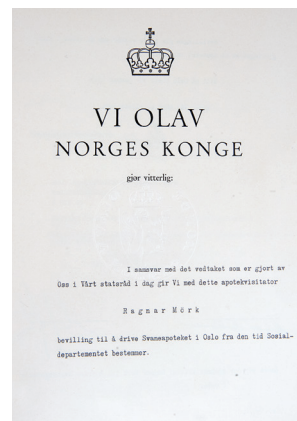 VI OLAV
NORGES KONGE
gjør vitterlig:
I samsvar med det vedtaket som er gjort av
Oss i Vårt statsråd i dag gir Vi med dette apotekvisitator
Ragnar Mörk
bevilling til å drive Svaneapoteket i Oslo fra den tid Sosial-
departementet bestemmer.